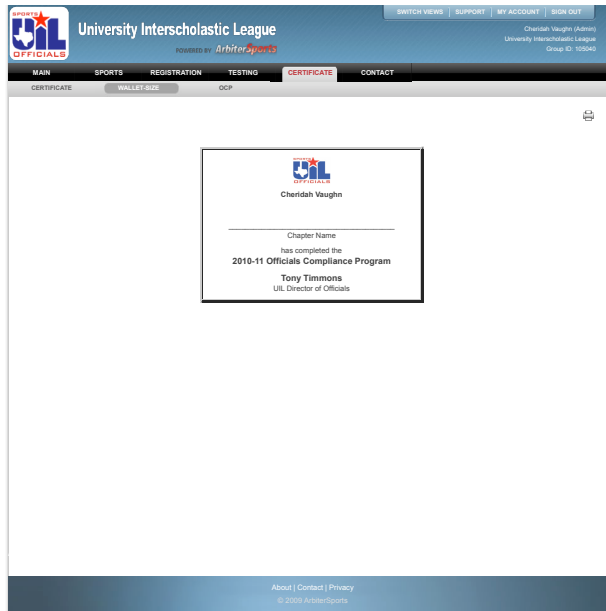 SWITCH VIEWS | SUPPORT | MY ACCOUNT | SIGN OUT
SPORTS
UIL
OFFICIALS
University Interscholastic League
POWERED BY ArbiterSports
Cheridah Vaughn (Admin)
University Interscholastic League
Group ID: 105040
MAIN SPORTS REGISTRATION TESTING CERTIFICATE CONTACT
CERTIFICATE WALLET-SIZE OCP
SPORTS
UIL
OFFICIALS
Cheridah Vaughn
Chapter Name
has completed the
2010-11 Officials Compliance Program
Tony Timmons
UIL Director of Officials
About | Contact | Privacy
© 2009 ArbiterSports